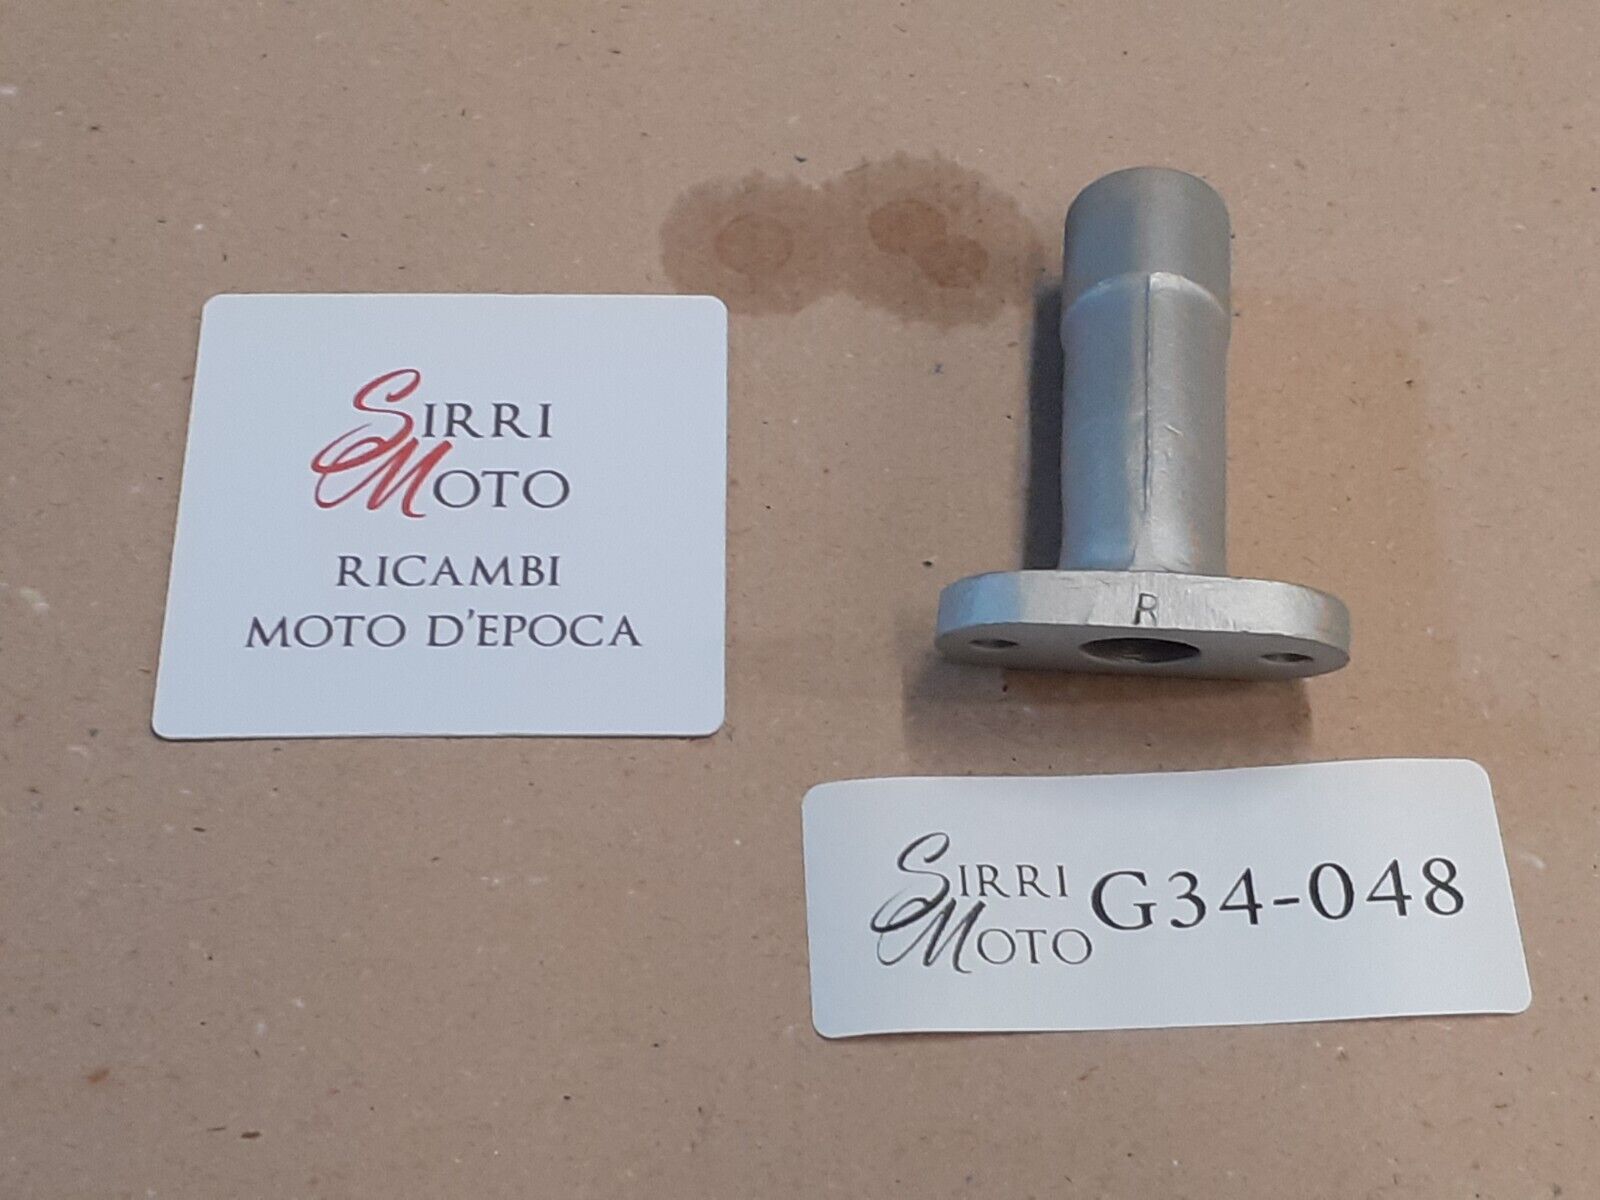 SIRRI
MOTO
RICAMBI
MOTO D'EPOCA
R
SIRRI
MOTO
G34-048